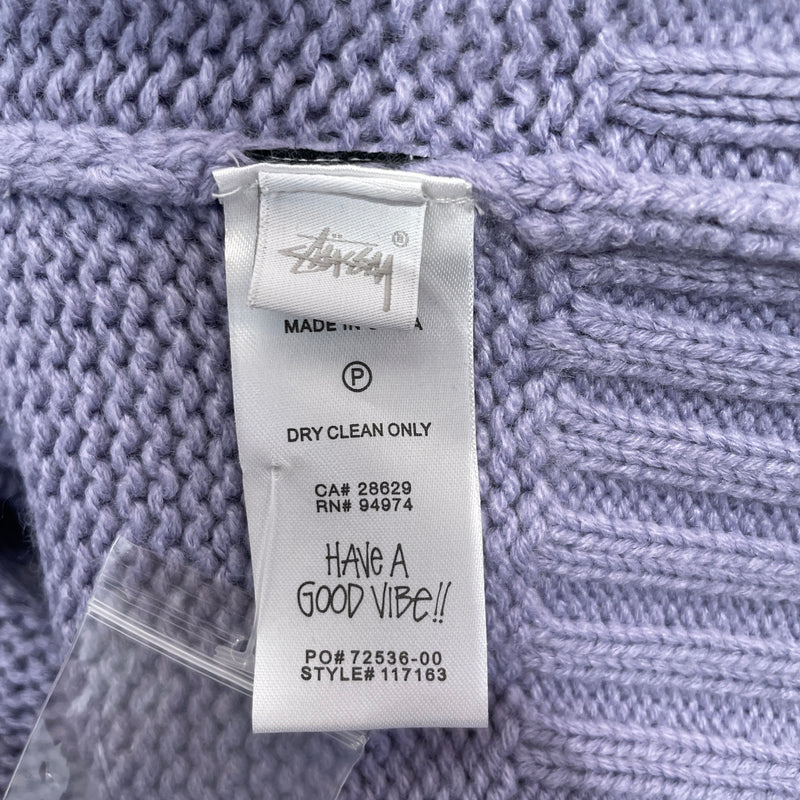 Stüssy ®
MADE IN
P
DRY CLEAN ONLY
CA# 28629
RN# 94974
HAVE A
GOOD VIBE!!
PO# 72536-00
STYLE# 117163